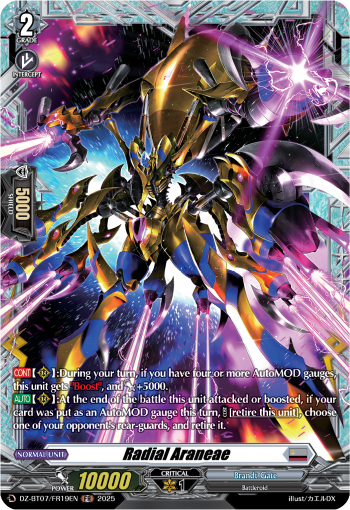 2
GRADE
INTERCEPT
5000
SHIELD
CONT :During your turn, if you have four or more AutoMOD gauges,
this unit gets "Boost", and +5000.
AUTO :At the end of the battle this unit attacked or boosted, if your
card was put as an AutoMOD gauge this turn, [retire this unit], choose
one of your opponent's rear-guards, and retire it.
NORMAL UNIT
Radial Araneae
POWER 10000
CRITICAL
1
Brandt Gate
Battleroid
DZ-BT07/FR19EN FR 2025
illust/カエルDX